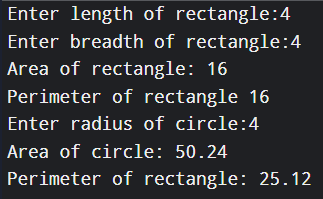 Enter length of rectangle:4
Enter breadth of rectangle:4
Area of rectangle: 16
Perimeter of rectangle 16
Enter radius of circle:4
Area of circle: 50.24
Perimeter of rectangle: 25.12